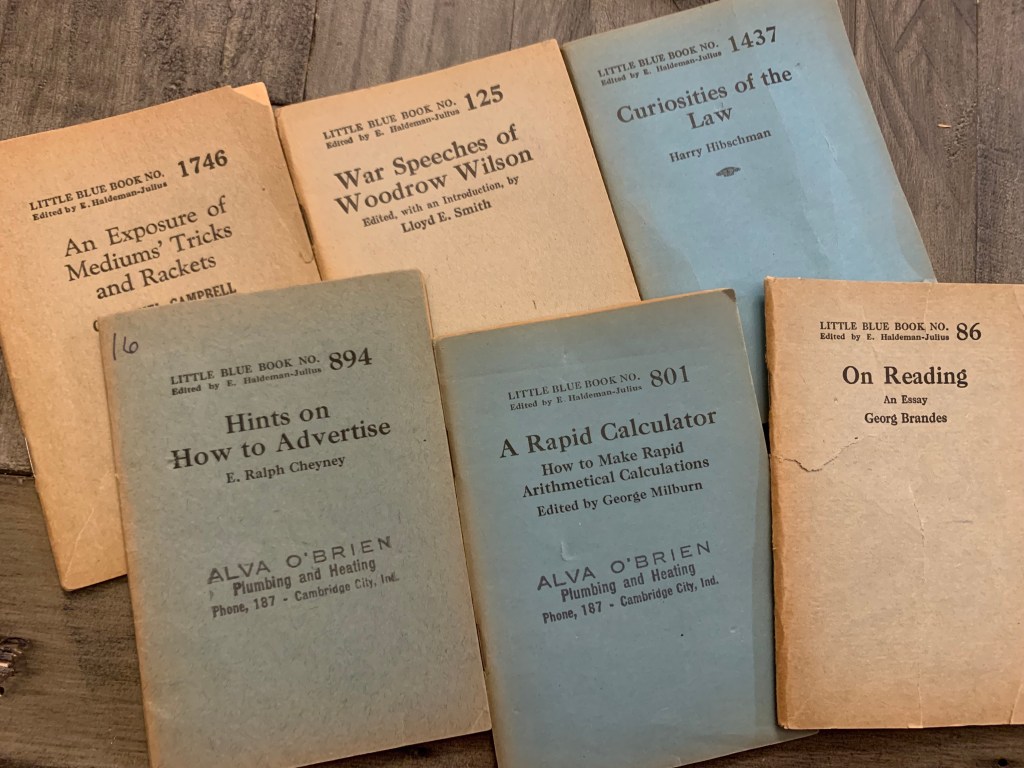 LITTLE BLUE BOOK NO. 1746
Edited by E. Haldeman-Julius
An Exposure of
Mediums' Tricks
and Rackets
CAMPBELL
LITTLE BLUE BOOK NO. 125
Edited by E. Haldeman-Julius
War Speeches of
Woodrow Wilson
Edited, with an Introduction, by
Lloyd E. Smith
LITTLE BLUE BOOK NO. 1437
Edited by E. Haldeman-Julius
Curiosities of the
Law
Harry Hibschman
16
LITTLE BLUE BOOK NO. 894
Edited by E. Haldeman-Julius
Hints on
How to Advertise
E. Ralph Cheyney
ALVA O'BRIEN
Plumbing and Heating
Phone, 187 - Cambridge City, Ind.
LITTLE BLUE BOOK NO. 801
Edited by E. Haldeman-Julius
A Rapid Calculator
How to Make Rapid
Arithmetical Calculations
Edited by George Milburn
ALVA O'BRIEN
Plumbing and Heating
Phone, 187 - Cambridge City, Ind.
LITTLE BLUE BOOK NO. 86
Edited by E. Haldeman-Julius
On Reading
An Essay
Georg Brandes